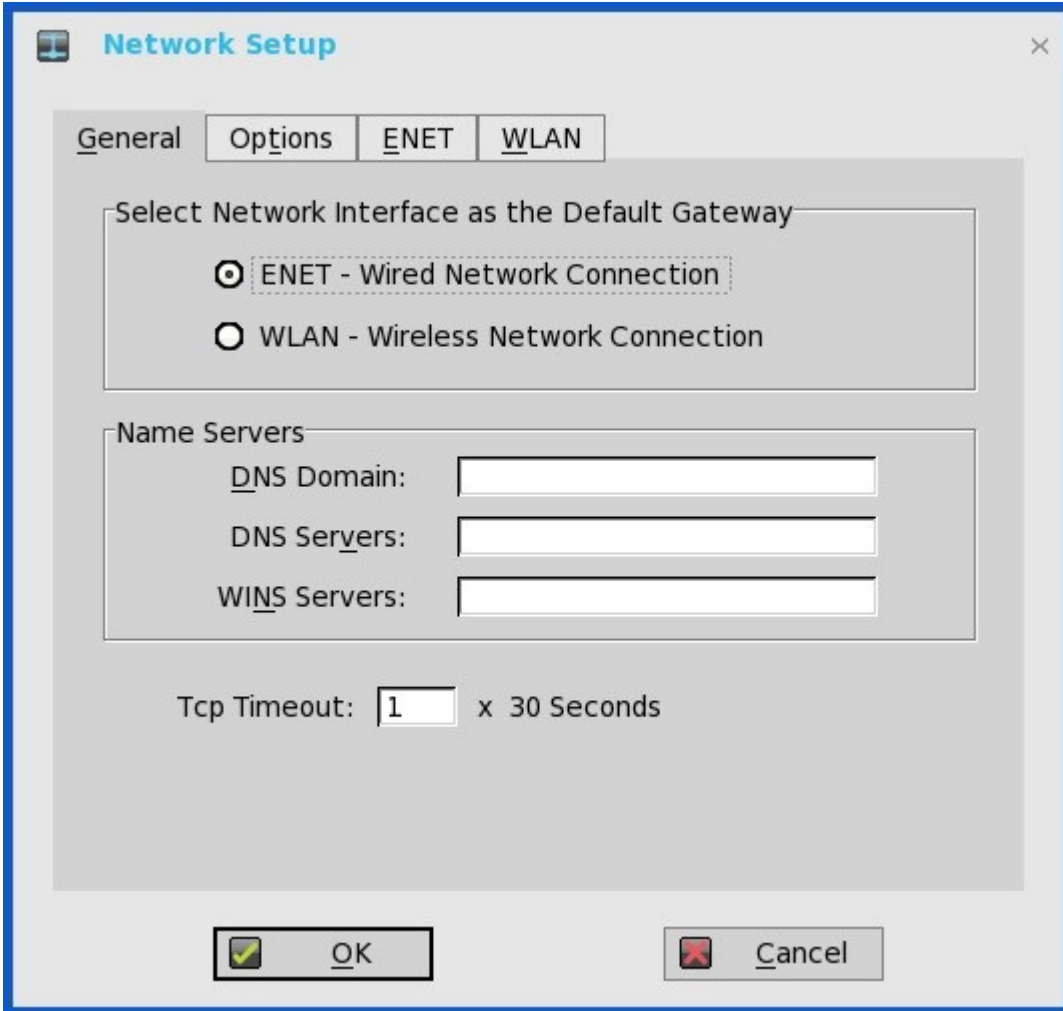 Network Setup
General Options ENET WLAN
Select Network Interface as the Default Gateway
ENET - Wired Network Connection
WLAN - Wireless Network Connection
Name Servers
DNS Domain:
DNS Servers:
WINS Servers:
Tcp Timeout: 1 x 30 Seconds
OK Cancel